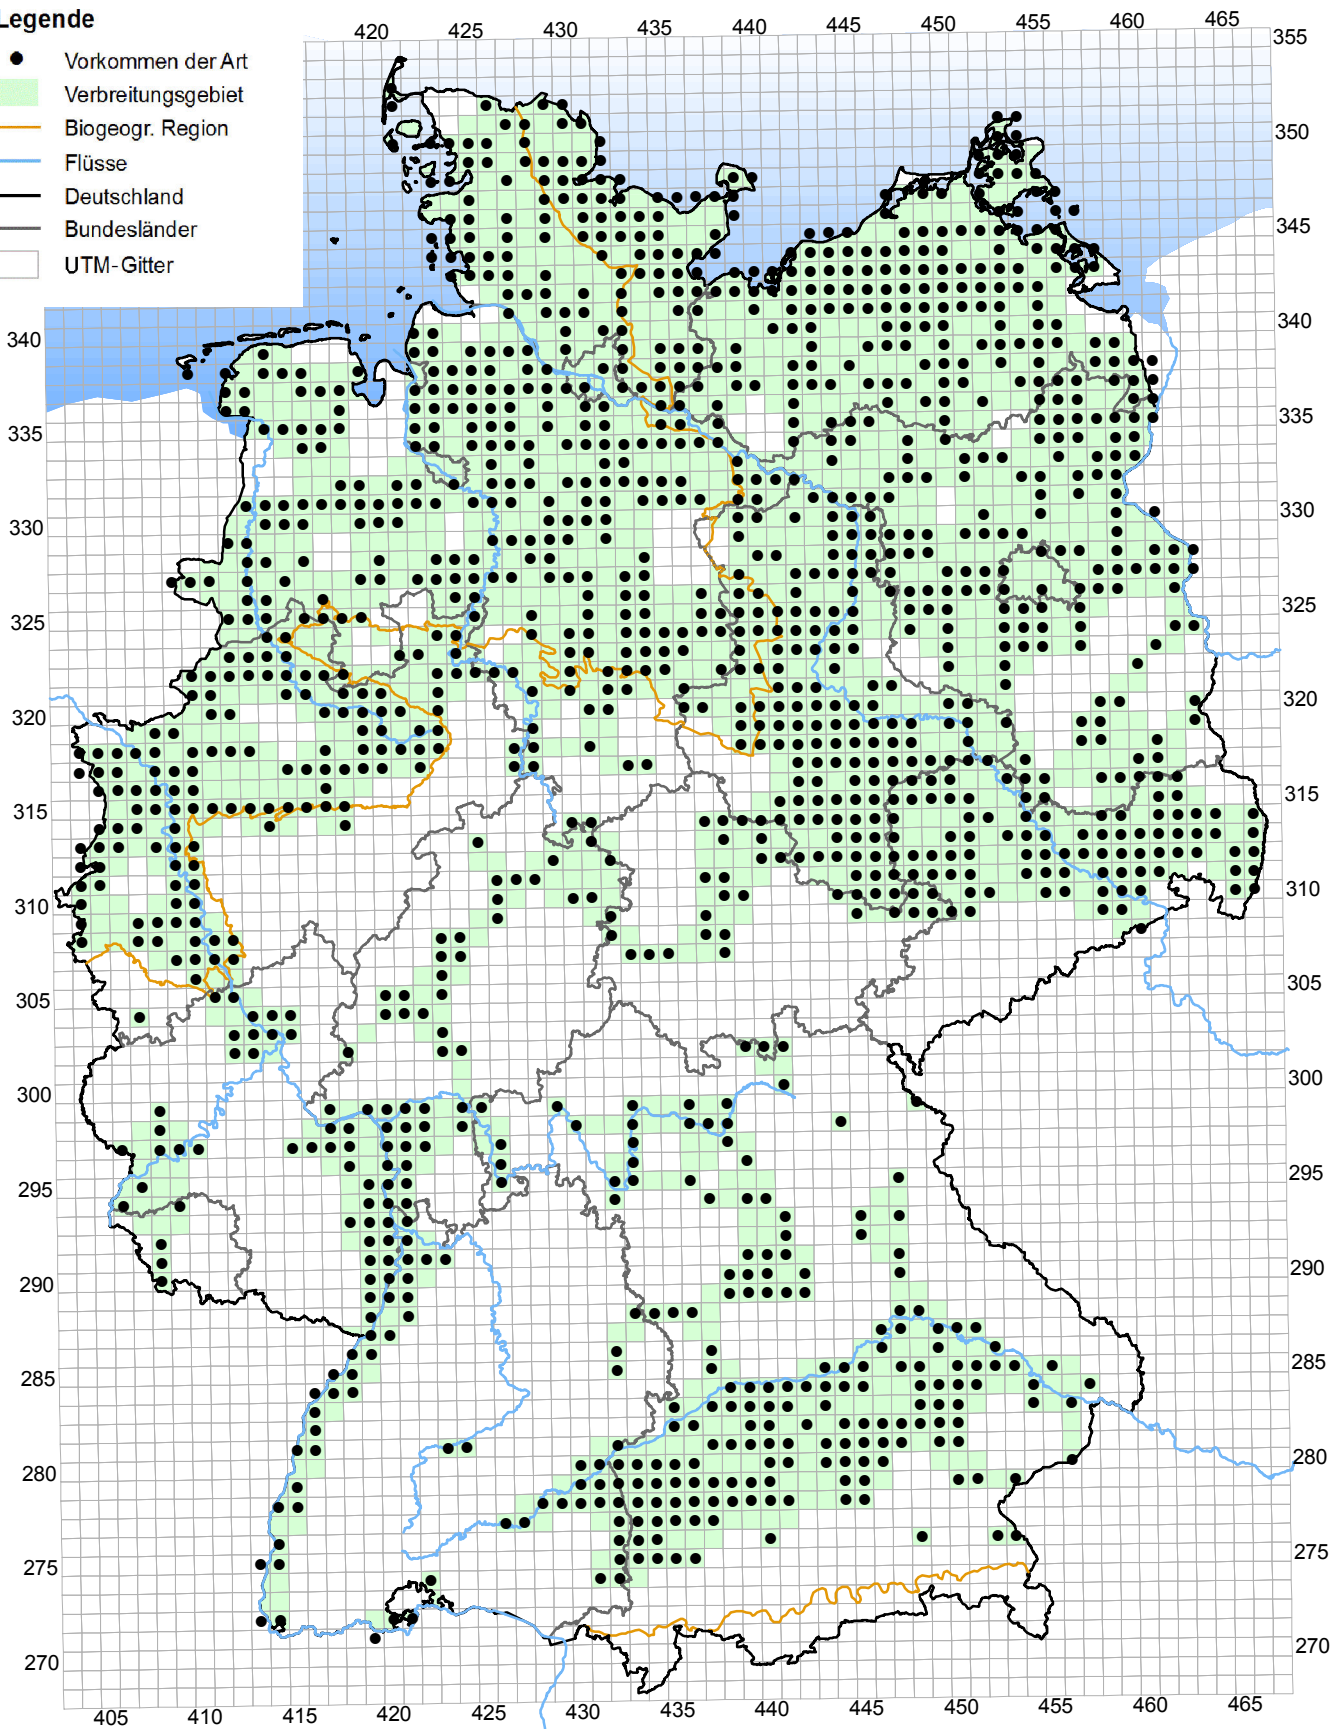 Legende
Vorkommen der Art
Verbreitungsgebiet
Biogeogr. Region
Flüsse
Deutschland
Bundesländer
UTM-Gitter
420 425 430 435 440 445 450 455 460 465
355
350
345
340 340
335 335
330 330
325 325
320 320
315 315
310 310
305 305
300 300
295 295
290 290
285 285
280 280
275 275
270 270
405 410 415 420 425 430 435 440 445 450 455 460 465